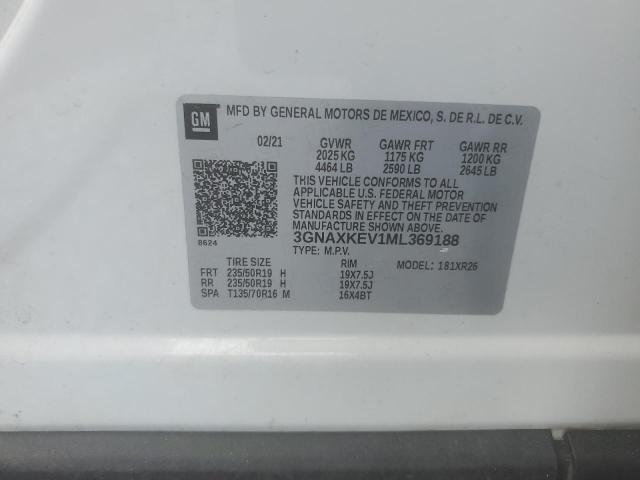 GM MFD BY GENERAL MOTORS DE MEXICO, S. DE R.L. DE C.V.
02/21 GVWR GAWR FRT GAWR RR
2025 KG 1175 KG 1200 KG
4464 LB 2590 LB 2645 LB
THIS VEHICLE CONFORMS TO ALL
APPLICABLE U.S. FEDERAL MOTOR
VEHICLE SAFETY AND THEFT PREVENTION
STANDARDS IN EFFECT ON THE DATE OF
MANUFACTURE SHOWN ABOVE.
3GNAXKEV1ML369188
8624
TYPE: M.P.V.
TIRE SIZE RIM MODEL: 181XR26
FRT 235/50R19 H 19X7.5J
RR 235/50R19 H 19X7.5J
SPA T135/70R16 M 16X4BT